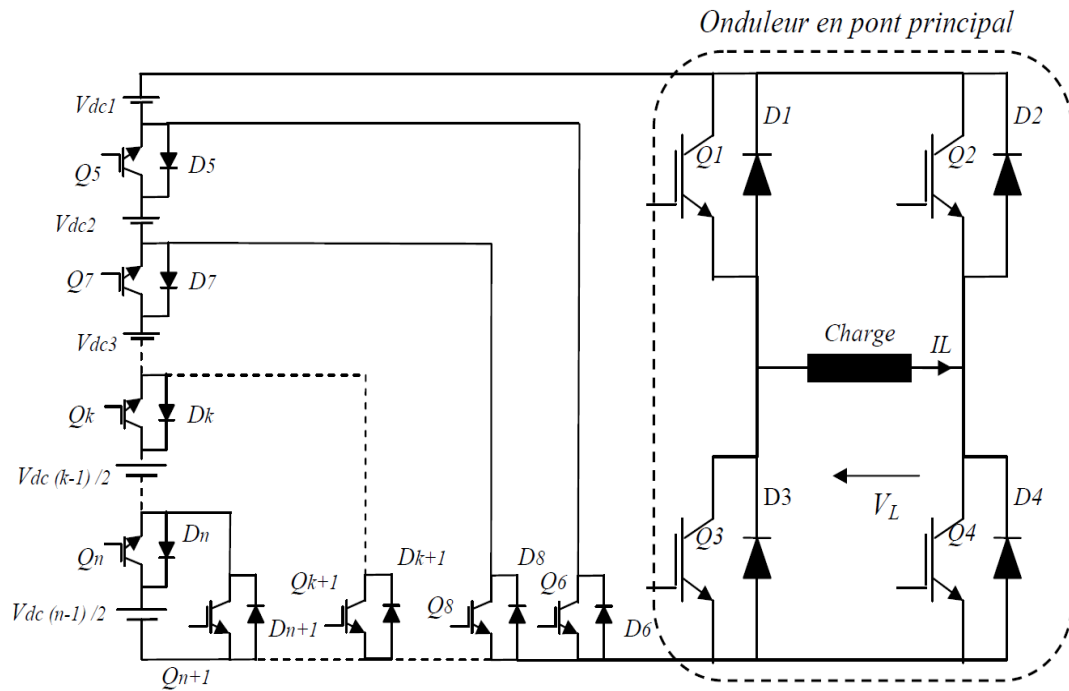 Onduleur en pont principal
Vdc1
D1
D2
Q1
Q2
Q5
D5
Vdc2
Q7
D7
Vdc3
Charge
IL
Qk
Dk
Vdc (k-1) /2
D3
D4
VL
Qn
Dn
Q3
Q4
Dk+1
D8
Qk+1
Q6
Vdc (n-1) /2
Q8
Dn+1
D6
Qn+1